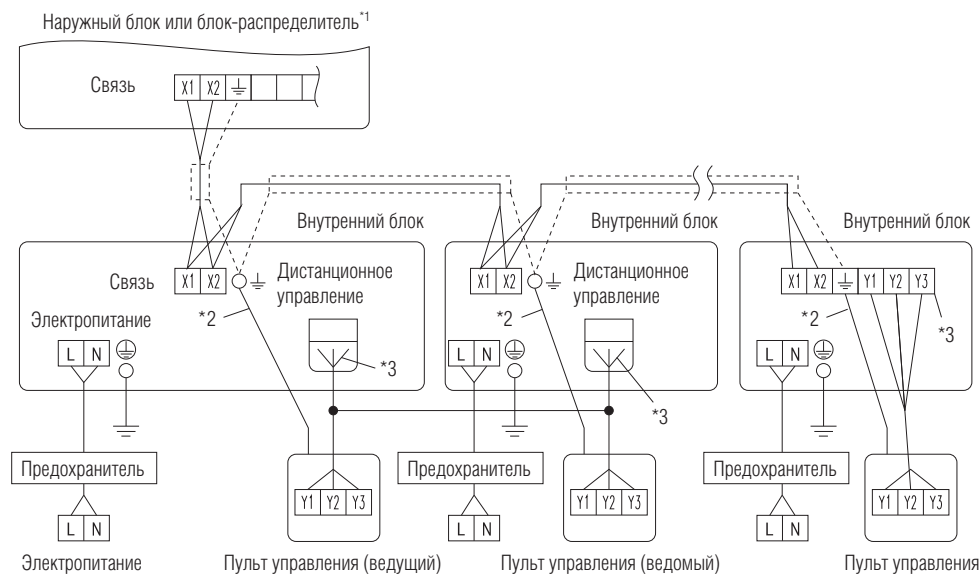 Наружный блок или блок-распределитель*1
Связь
X1 X2
Внутренний блок
Внутренний блок
Внутренний блок
Связь
X1 X2
Дистанционное
управление
X1 X2
Дистанционное
управление
X1 X2 Y1 Y2 Y3
Электропитание
*2
*2
*2
*3
L N
*3
L N
*3
L N
Предохранитель
Предохранитель
Предохранитель
Y1 Y2 Y3
Y1 Y2 Y3
Y1 Y2 Y3
L N
L N
L N
Электропитание
Пульт управления (ведущий)
Пульт управления (ведомый)
Пульт управления